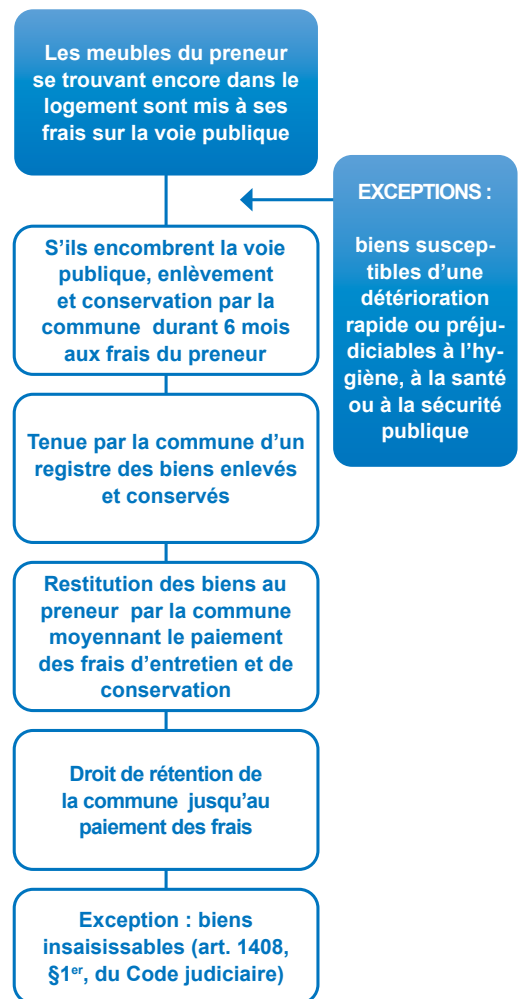 Les meubles du preneur
se trouvant encore dans le
logement sont mis à ses
frais sur la voie publique
EXCEPTIONS :
biens suscep-
tibles d’une
détérioration
rapide ou préju-
diciables à l’hy-
giène, à la santé
ou à la sécurité
publique
S’ils encombrent la voie
publique, enlèvement
et conservation par la
commune durant 6 mois
aux frais du preneur
Tenue par la commune d’un
registre des biens enlevés
et conservés
Restitution des biens au
preneur par la commune
moyennant le paiement
des frais d’entretien et de
conservation
Droit de rétention de
la commune jusqu’au
paiement des frais
Exception : biens
insaisissables (art. 1408,
§1er, du Code judiciaire)